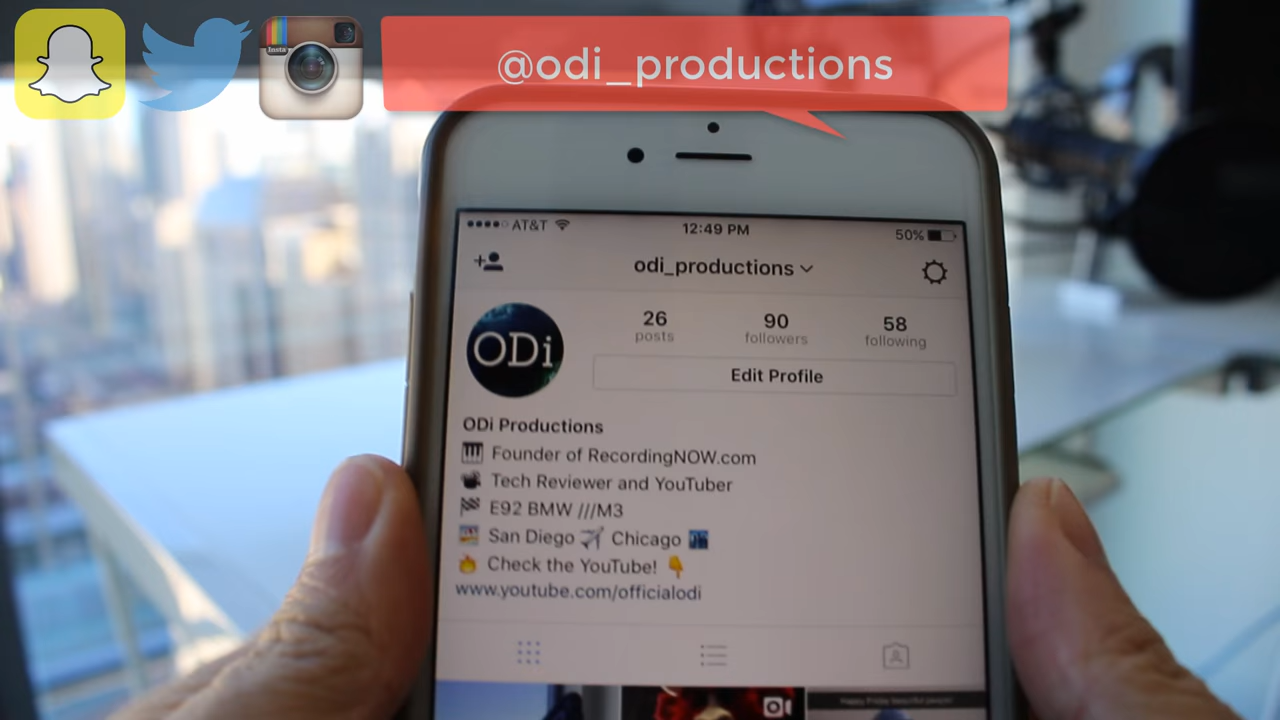 @odi_productions
Insta
AT&T 12:49 PM 50%
odi_productions
26 90 58
posts followers following
Edit Profile
ODi
ODi Productions
Founder of RecordingNOW.com
Tech Reviewer and YouTuber
E92 BMW ///M3
San Diego Chicago
Check the YouTube!
www.youtube.com/officialodi